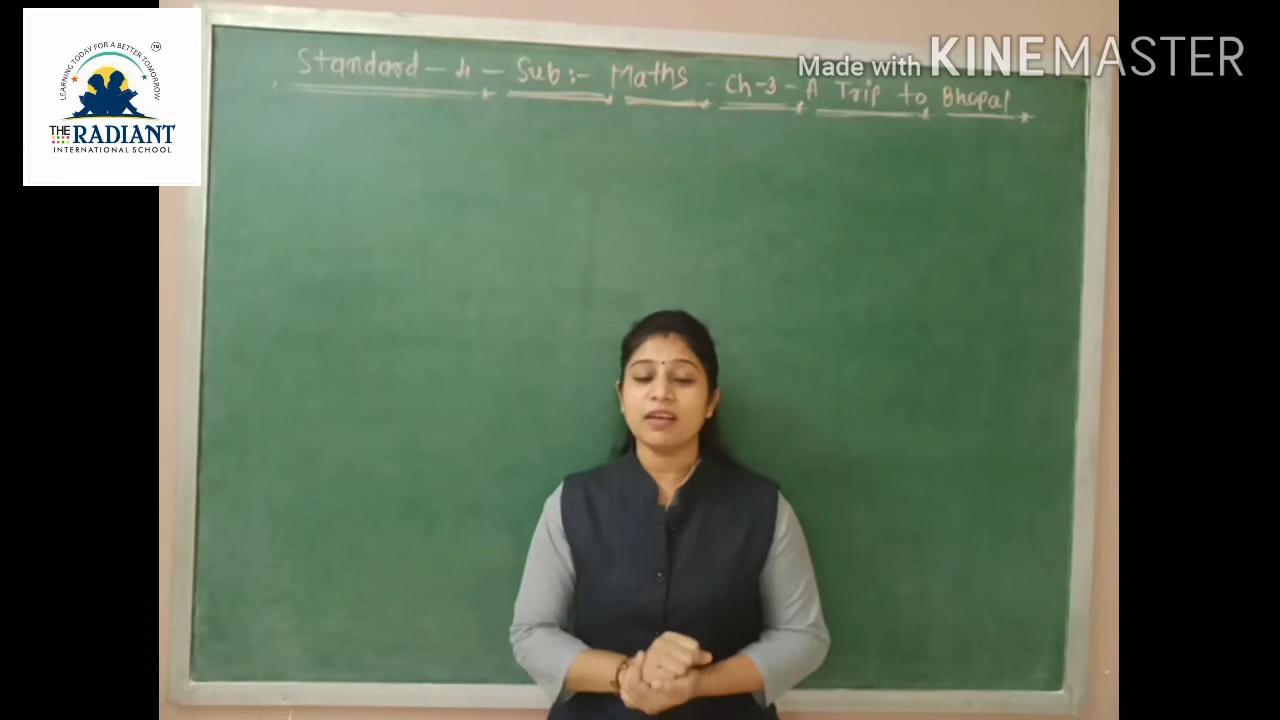 LEARNING TODAY FOR A BETTER TOMORROW
TM
THE RADIANT
INTERNATIONAL SCHOOL
Made with KINEMASTER
Standard - 4 - Sub:- Maths - Ch-3 - A Trip to Bhopal